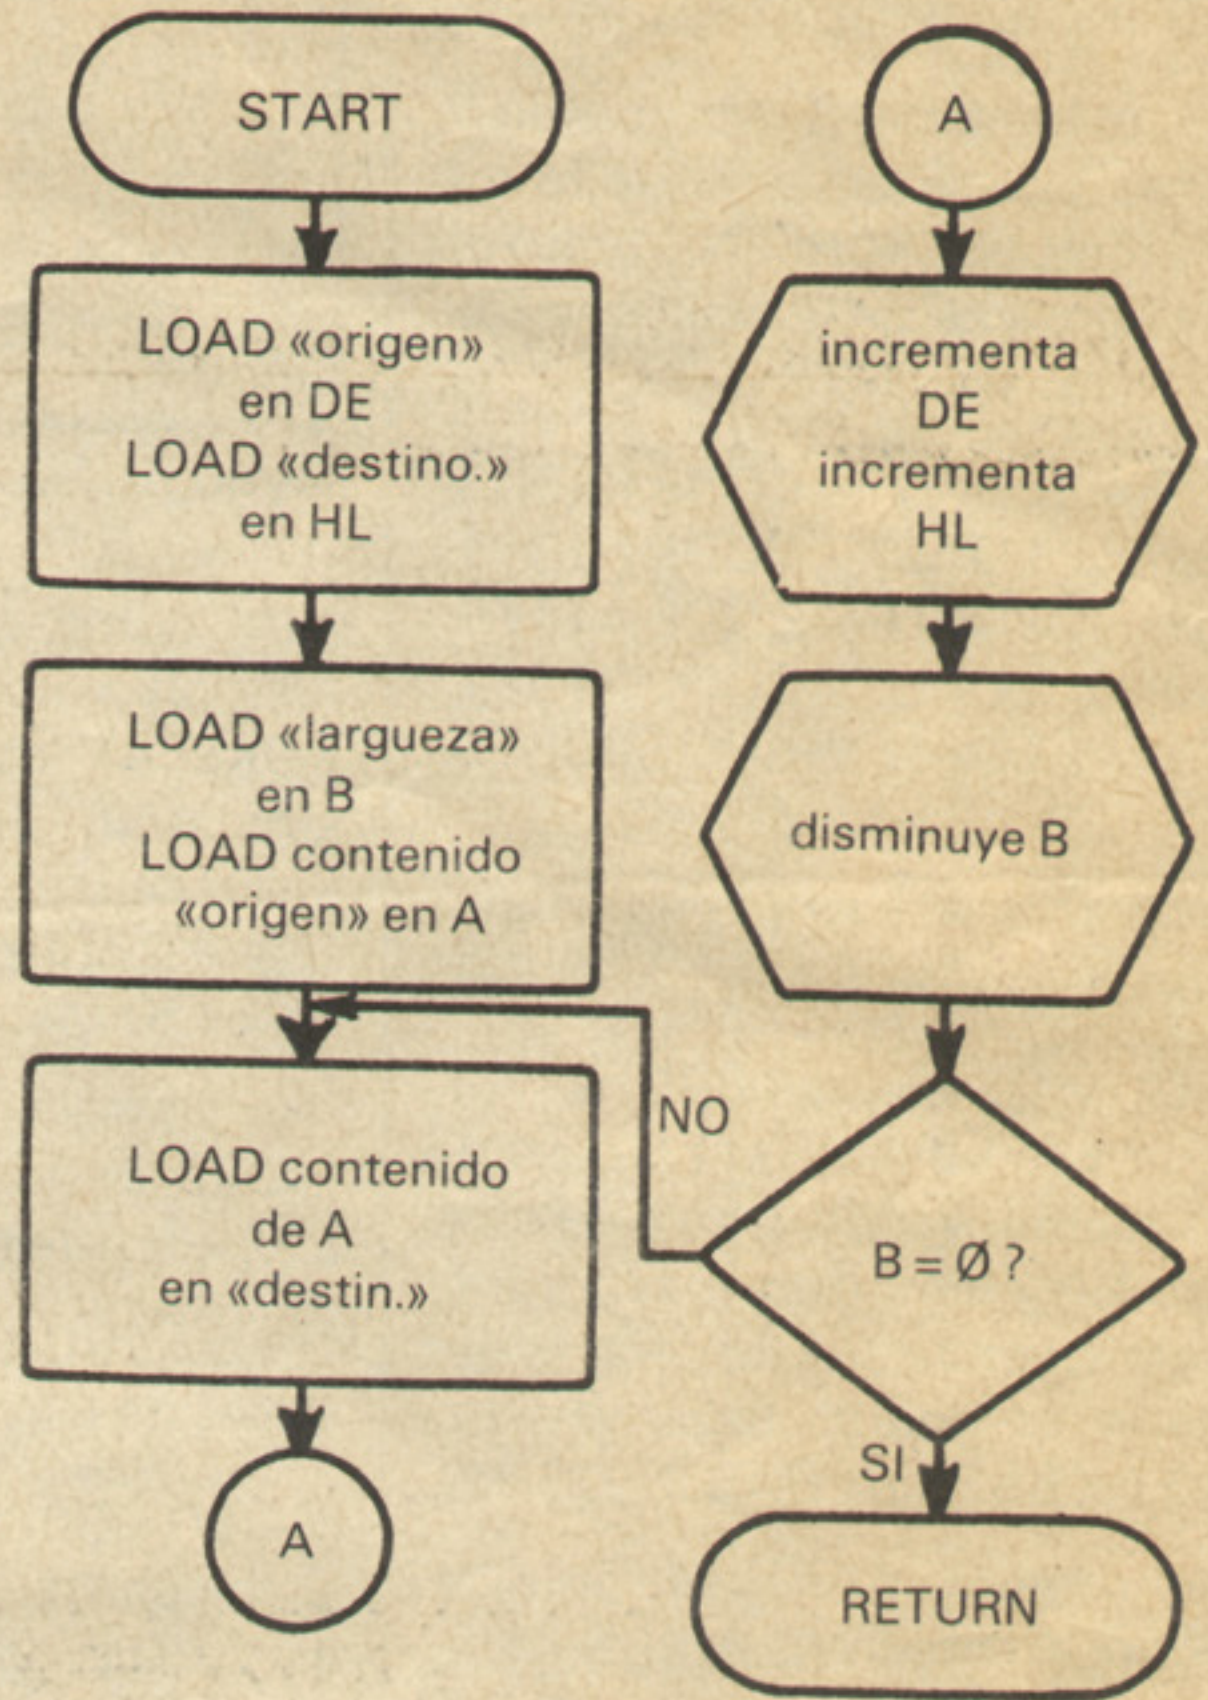 START
LOAD «origen»
en DE
LOAD «destino.»
en HL
LOAD «largueza»
en B
LOAD contenido
«origen» en A
LOAD contenido
de A
en «destin.»
A
A
incrementa
DE
incrementa
HL
disminuye B
NO
B = Ø ?
SI
RETURN